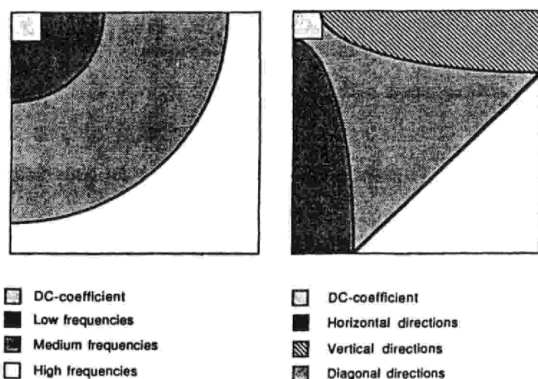 DC-coefficient
Low frequencies
Medium frequencies
High frequencies
DC-coefficient
Horizontal directions
Vertical directions
Diagonal directions